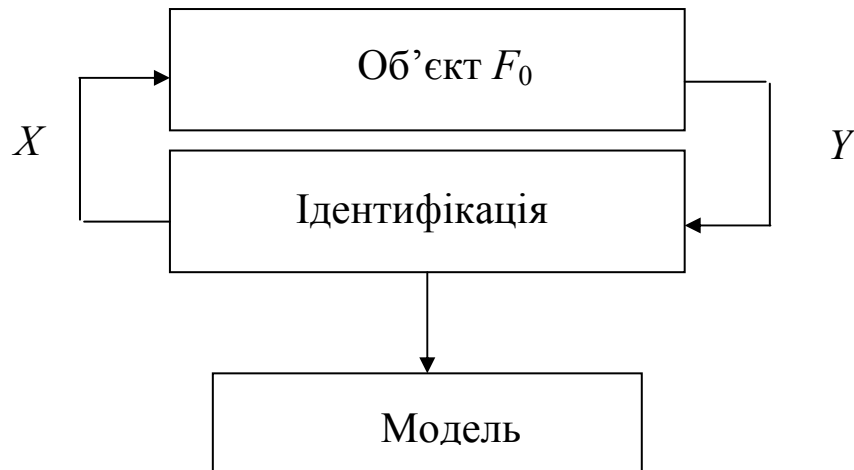 Об’єкт F₀
X
Y
Ідентифікація
Модель